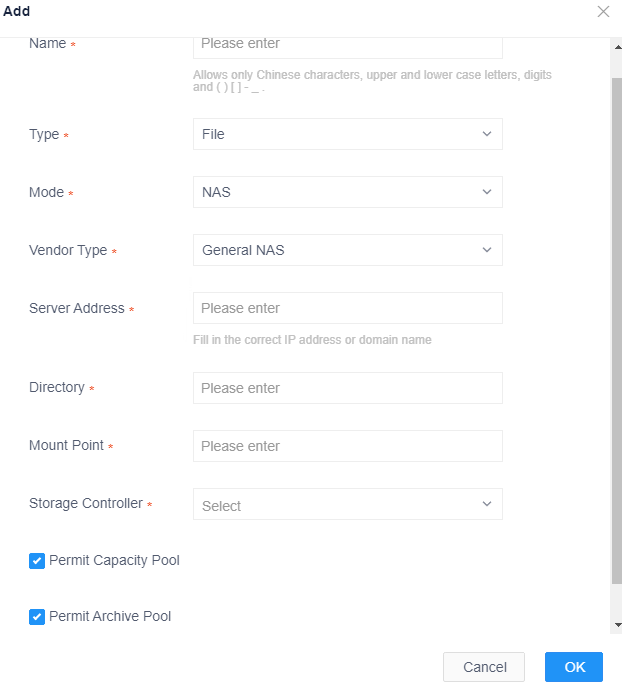 Add
Name *
Please enter
Allows only Chinese characters, upper and lower case letters, digits
and ( ) [ ] - _ .
Type *
File
Mode *
NAS
Vendor Type *
General NAS
Server Address *
Please enter
Fill in the correct IP address or domain name
Directory *
Please enter
Mount Point *
Please enter
Storage Controller *
Select
Permit Capacity Pool
Permit Archive Pool
Cancel
OK